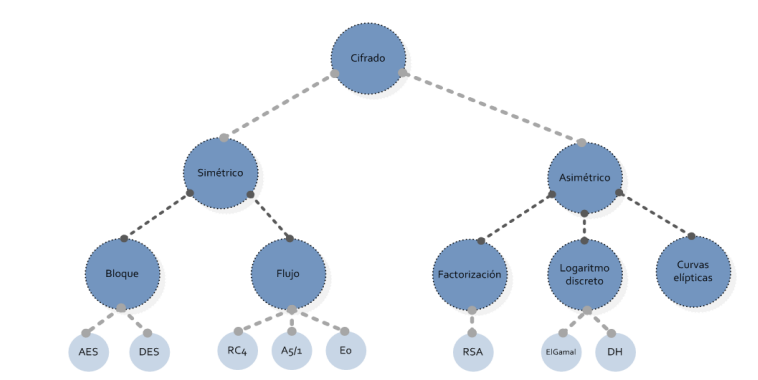 Cifrado
Simétrico
Asimétrico
Bloque
Flujo
Factorización
Logaritmo
discreto
Curvas
elípticas
AES
DES
RC4
A5/1
E0
RSA
ElGamal
DH